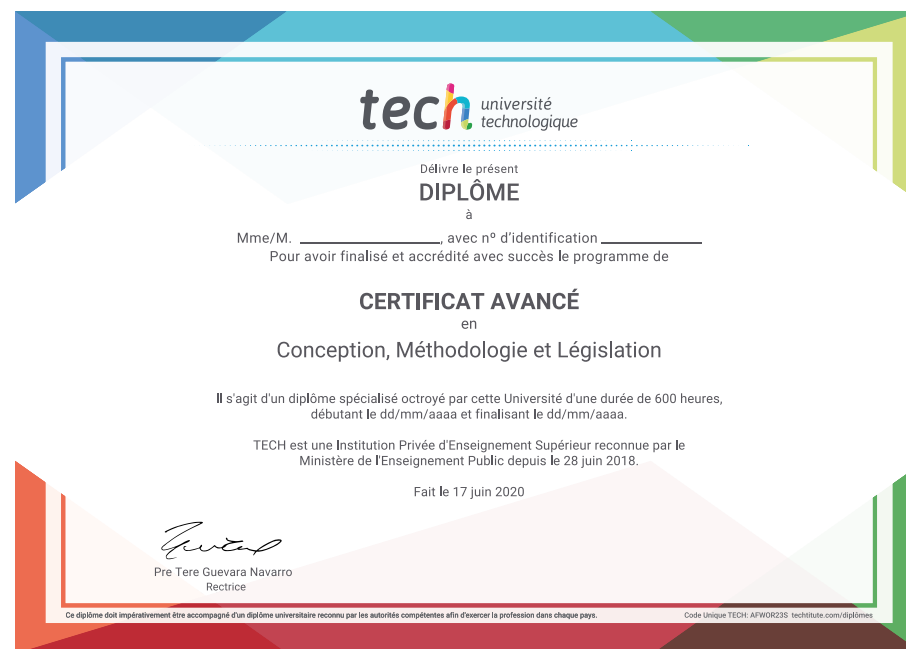 tech université
technologique
Délivre le présent
DIPLÔME
à
Mme/M. ____________________, avec nº d'identification ______________
Pour avoir finalisé et accrédité avec succès le programme de
CERTIFICAT AVANCÉ
en
Conception, Méthodologie et Législation
Il s'agit d'un diplôme spécialisé octroyé par cette Université d'une durée de 600 heures,
débutant le dd/mm/aaaa et finalisant le dd/mm/aaaa.
TECH est une Institution Privée d'Enseignement Supérieur reconnue par le
Ministère de l'Enseignement Public depuis le 28 juin 2018.
Fait le 17 juin 2020
Pre Tere Guevara Navarro
Rectrice
Ce diplôme doit impérativement être accompagné d'un diplôme universitaire reconnu par les autorités compétentes afin d'exercer la profession dans chaque pays.
Code Unique TECH: AFWOR23S techtitute.com/diplômes